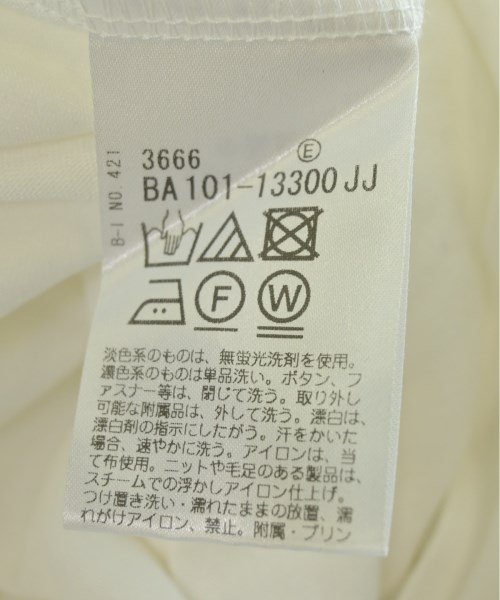 B-I NO 421
3666
E
BA 101-13300 JJ
F
W
淡色系のものは、無蛍光洗剤を使用。
濃色系のものは単品洗い。ボタン、フ
ァスナー等は、閉じて洗う。取り外し
可能な附属品は、外して洗う。漂白は、
漂白剤の指示にしたがう。汗をかいた
場合、速やかに洗う。アイロンは、当
て布使用。ニットや毛足のある製品は、
スチームでの浮かしアイロン仕上げ。
つけ置き洗い・濡れたままの放置、濡
れがけアイロン、禁止。附属・プリン